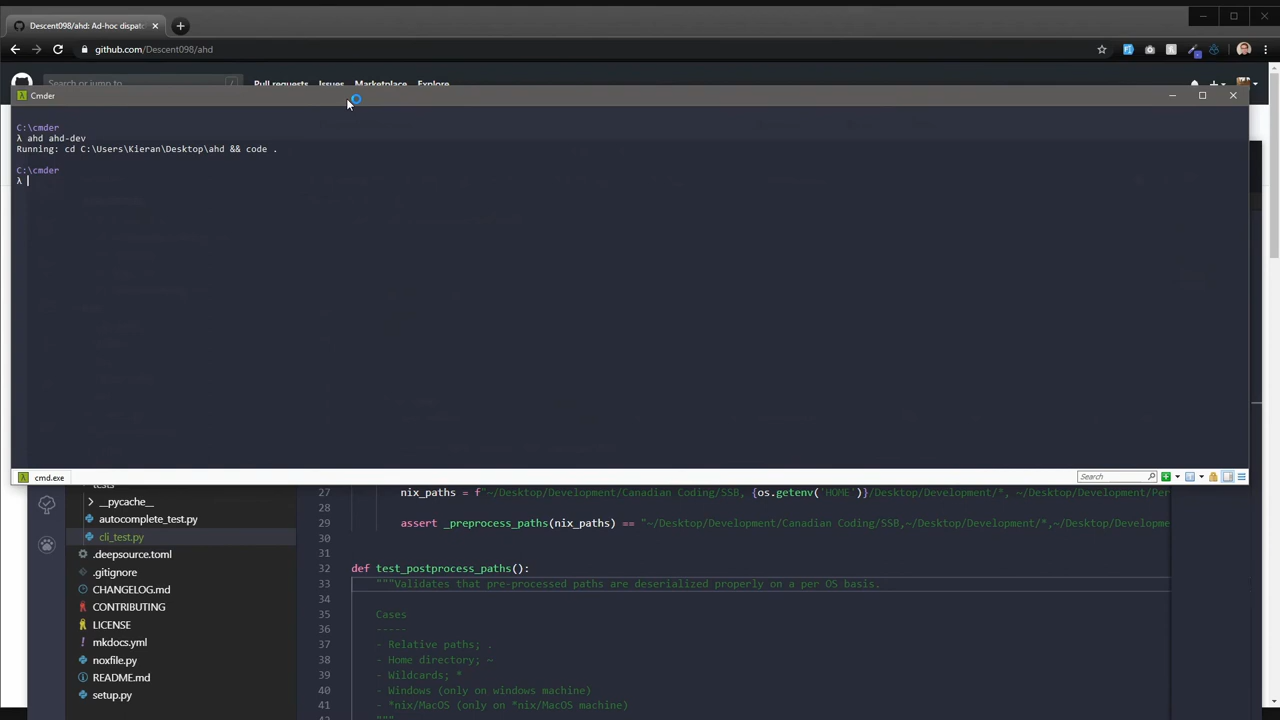 Descent098/ahd: Ad-hoc dispatc
github.com/Descent098/ahd
Search or jump to...
/
Pull requests Issues Marketplace Explore
Cmder
C:\cmder
λ ahd ahd-dev
Running: cd C:\Users\Kieran\Desktop\ahd && code .
C:\cmder
λ
cmd.exe
Search
tests
__pycache__
autocomplete_test.py
cli_test.py
.deepsource.toml
.gitignore
CHANGELOG.md
CONTRIBUTING
LICENSE
mkdocs.yml
noxfile.py
README.md
setup.py
27 nix_paths = f"~/Desktop/Development/Canadian Coding/SSB, {os.getenv('HOME')}/Desktop/Development/*, ~/Desktop/Development/Per
28
29 assert _preprocess_paths(nix_paths) == "~/Desktop/Development/Canadian Coding/SSB,~/Desktop/Development/*,~/Desktop/Developme
30
31
32 def test_postprocess_paths():
33 """Validates that pre-processed paths are deserialized properly on a per OS basis.
34
35 Cases
36 -----
37 - Relative paths; .
38 - Home directory; ~
39 - Wildcards; *
40 - Windows (only on windows machine)
41 - *nix/MacOS (only on *nix/MacOS machine)